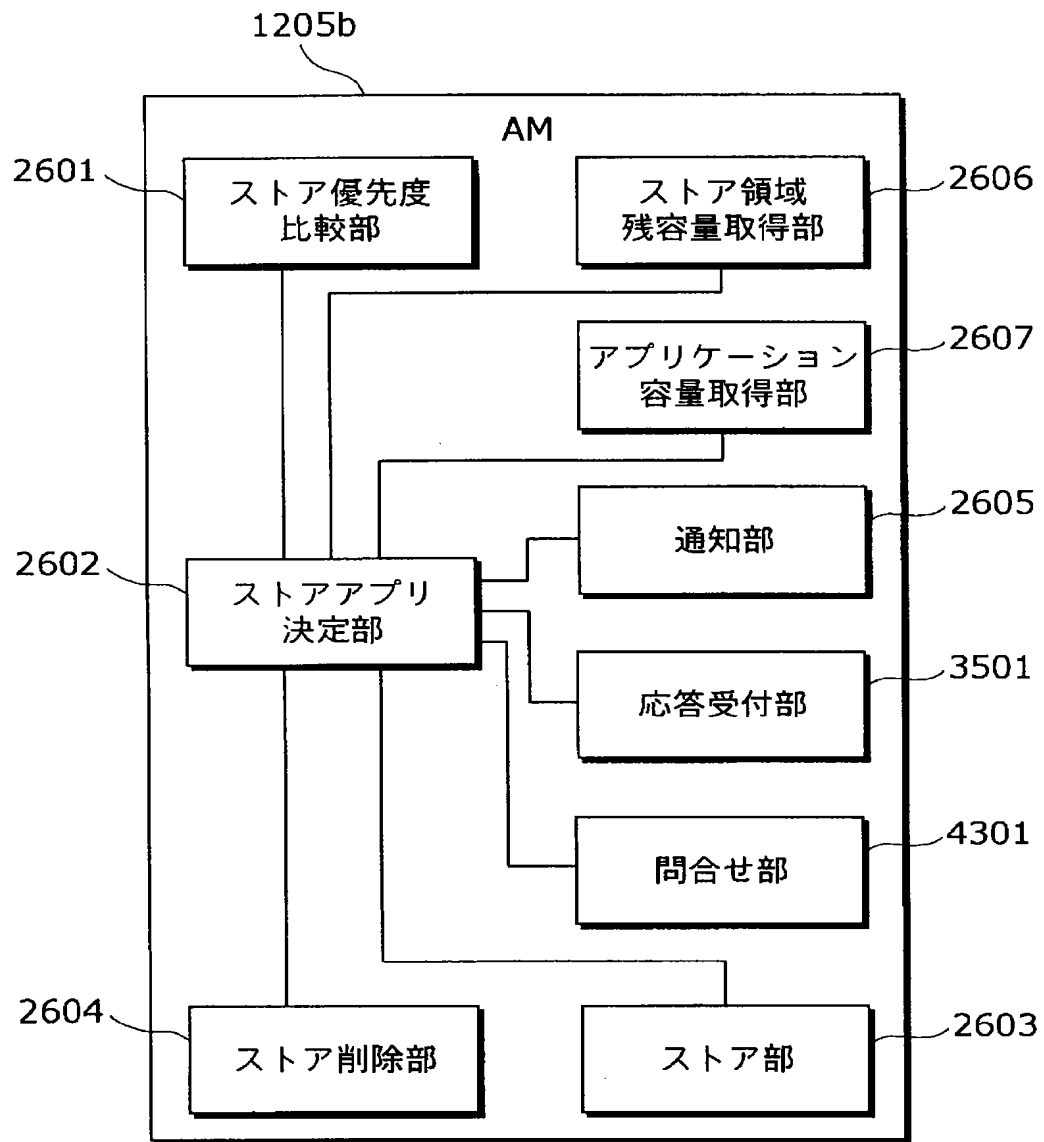 1205b
AM
2601
ストア優先度
比較部
ストア領域
残容量取得部
2606
アプリケーション
容量取得部
2607
通知部
2605
2602
ストアアプリ
決定部
応答受付部
3501
問合せ部
4301
2604
ストア削除部
ストア部
2603